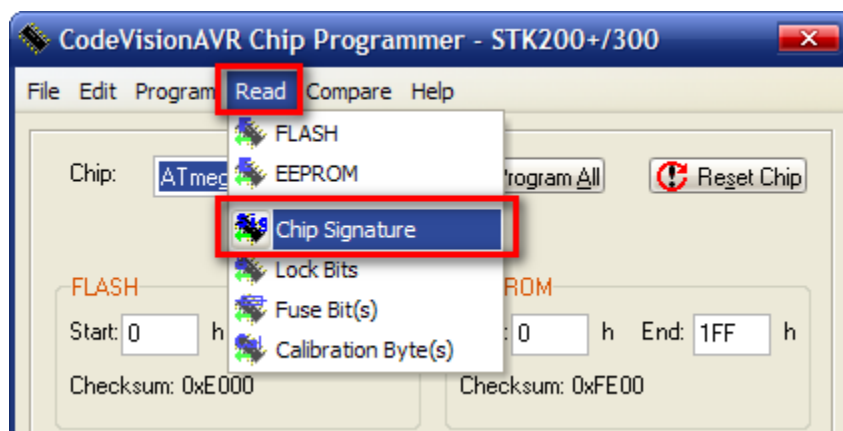 CodeVisionAVR Chip Programmer - STK200+/300
File Edit Program Read Compare Help
FLASH
EEPROM
Chip Signature
Lock Bits
Fuse Bit(s)
Calibration Byte(s)
Chip:
All
Reset Chip
FLASH
Start: 0 h
Checksum: 0xE000
0 h End: 1FF h
Checksum: 0xFE00